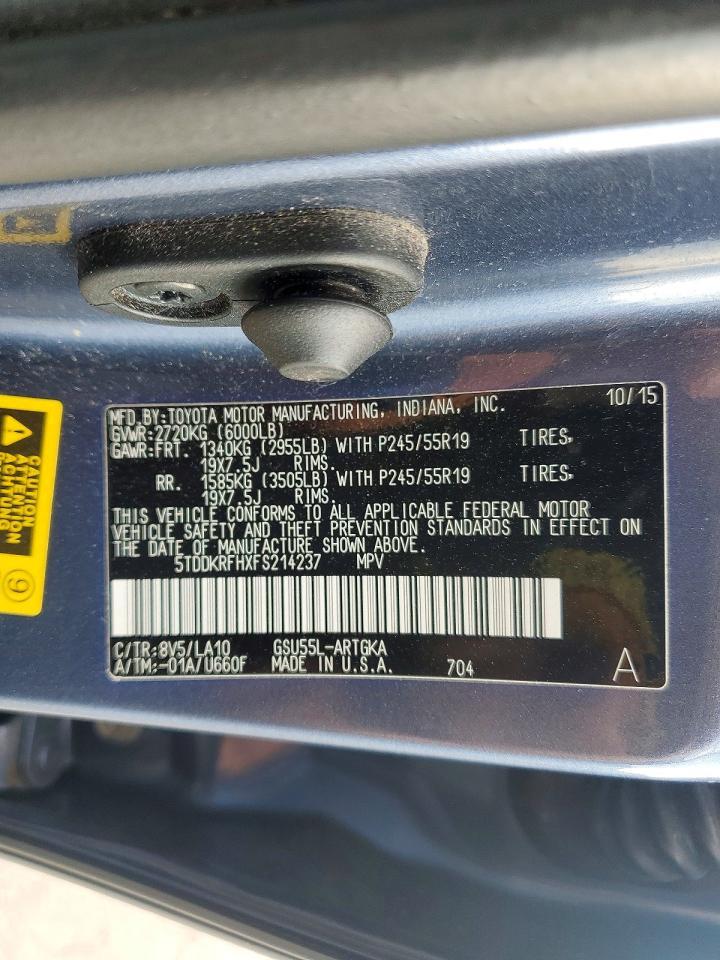 MFD.BY:TOYOTA MOTOR MANUFACTURING, INDIANA, INC. 10/15
GVWR:2720KG (6000LB)
GAWR:FRT. 1340KG (2955LB) WITH P245/55R19 TIRES,
19X7.5J RIMS.
RR. 1585KG (3505LB) WITH P245/55R19 TIRES,
19X7.5J RIMS.
THIS VEHICLE CONFORMS TO ALL APPLICABLE FEDERAL MOTOR
VEHICLE SAFETY AND THEFT PREVENTION STANDARDS IN EFFECT ON
THE DATE OF MANUFACTURE SHOWN ABOVE.
5TDDKRFHXFS214237 MPV
C/TR:8V5/LA10 GSU55L-ARTGKA
A/TM:-01A/U660F MADE IN U.S.A. 704 A
CAUTION
ATTENTION
ACHTUNG
9